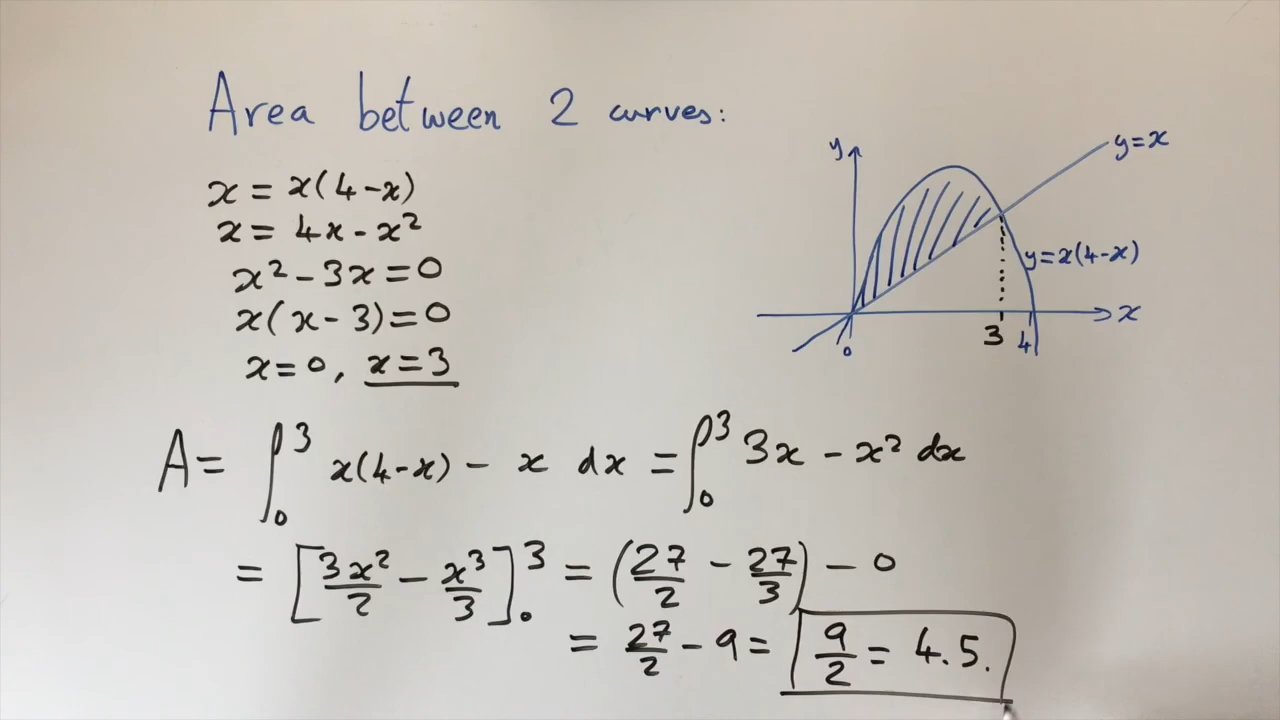 Area between 2 curves:
x = x(4-x)
x = 4x - x²
x² - 3x = 0
x(x - 3) = 0
x = 0, x = 3
y
y = x
y = x(4-x)
x
0
3
4
A = ∫₀³ x(4-x) - x dx = ∫₀³ 3x - x² dx
= [3x²/2 - x³/3]₀³ = (27/2 - 27/3) - 0
= 27/2 - 9 = 9/2 = 4.5.